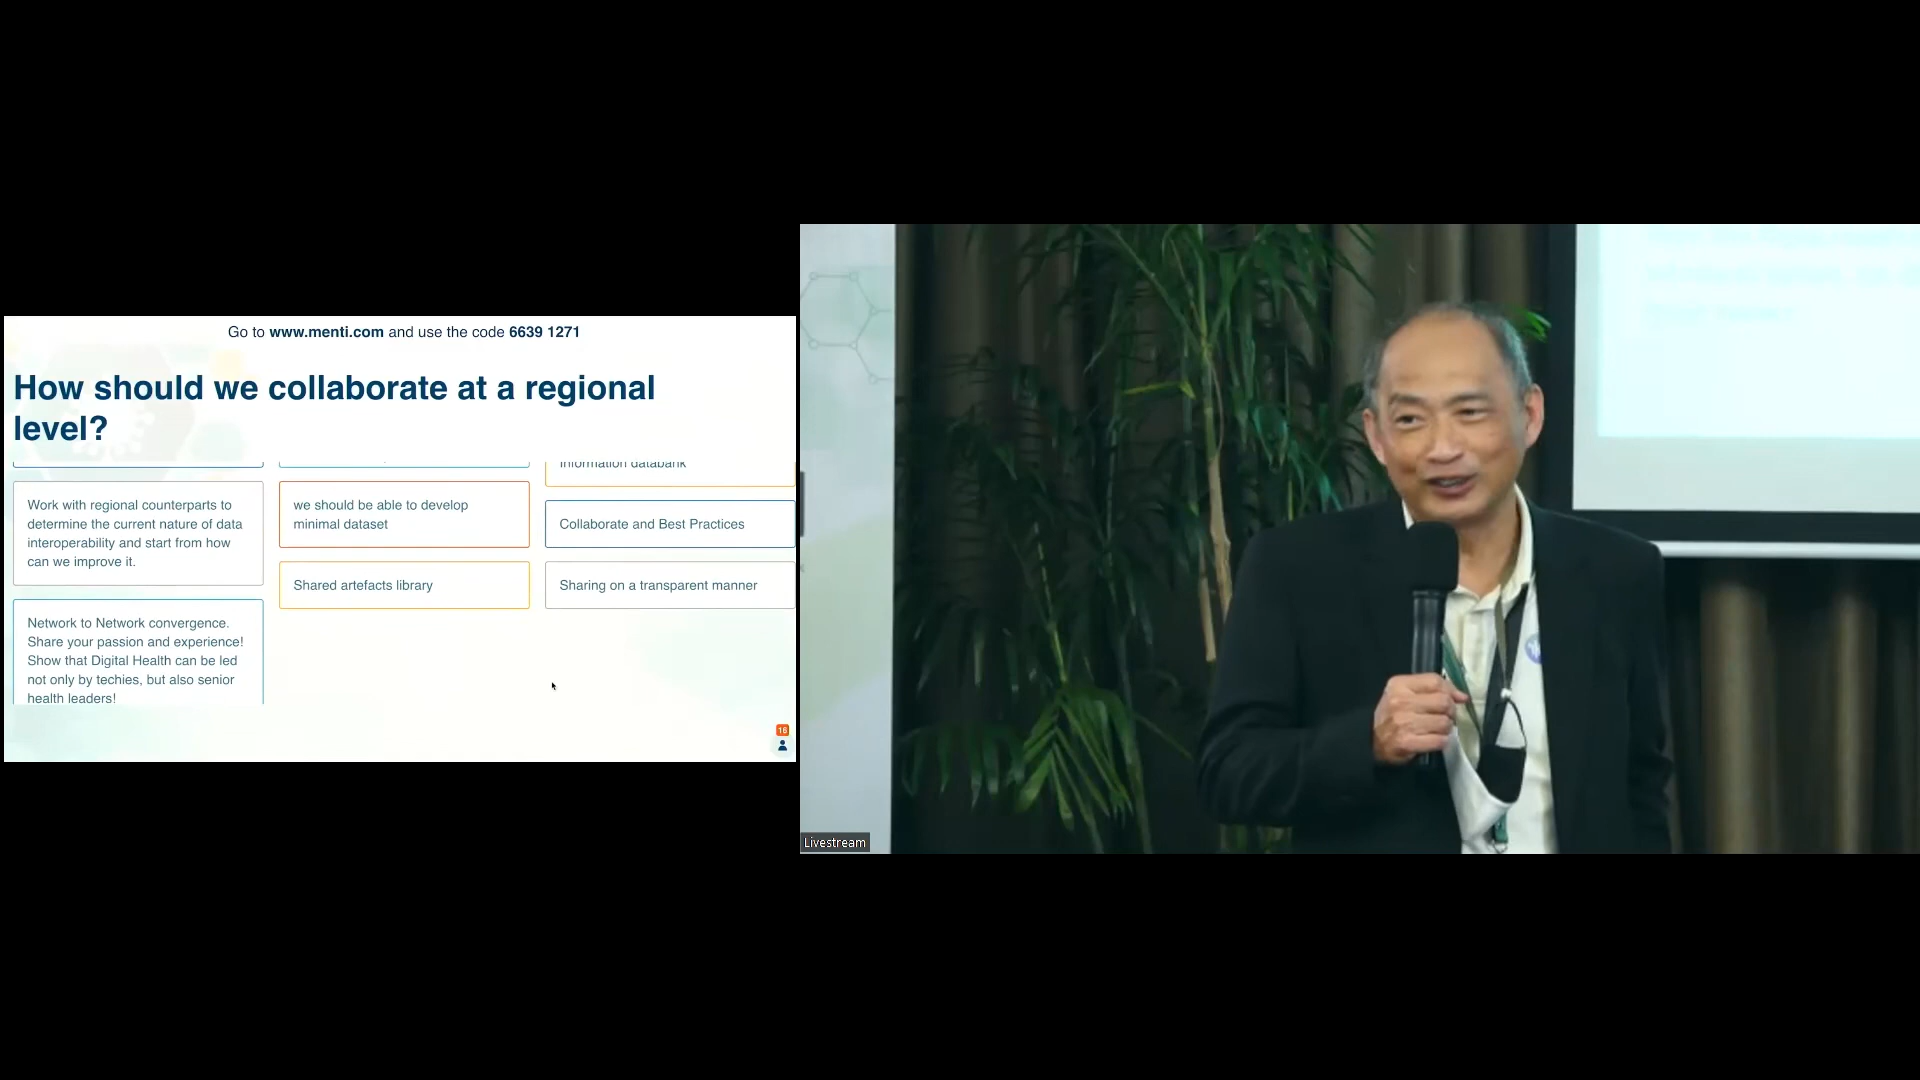 Go to www.menti.com and use the code 6639 1271
How should we collaborate at a regional
level?
Work with regional counterparts to
determine the current nature of data
interoperability and start from how
can we improve it.
Network to Network convergence.
Share your passion and experience!
Show that Digital Health can be led
not only by techies, but also senior
health leaders!
we should be able to develop
minimal dataset
Shared artefacts library
Information databank
Collaborate and Best Practices
Sharing on a transparent manner
16
Livestream